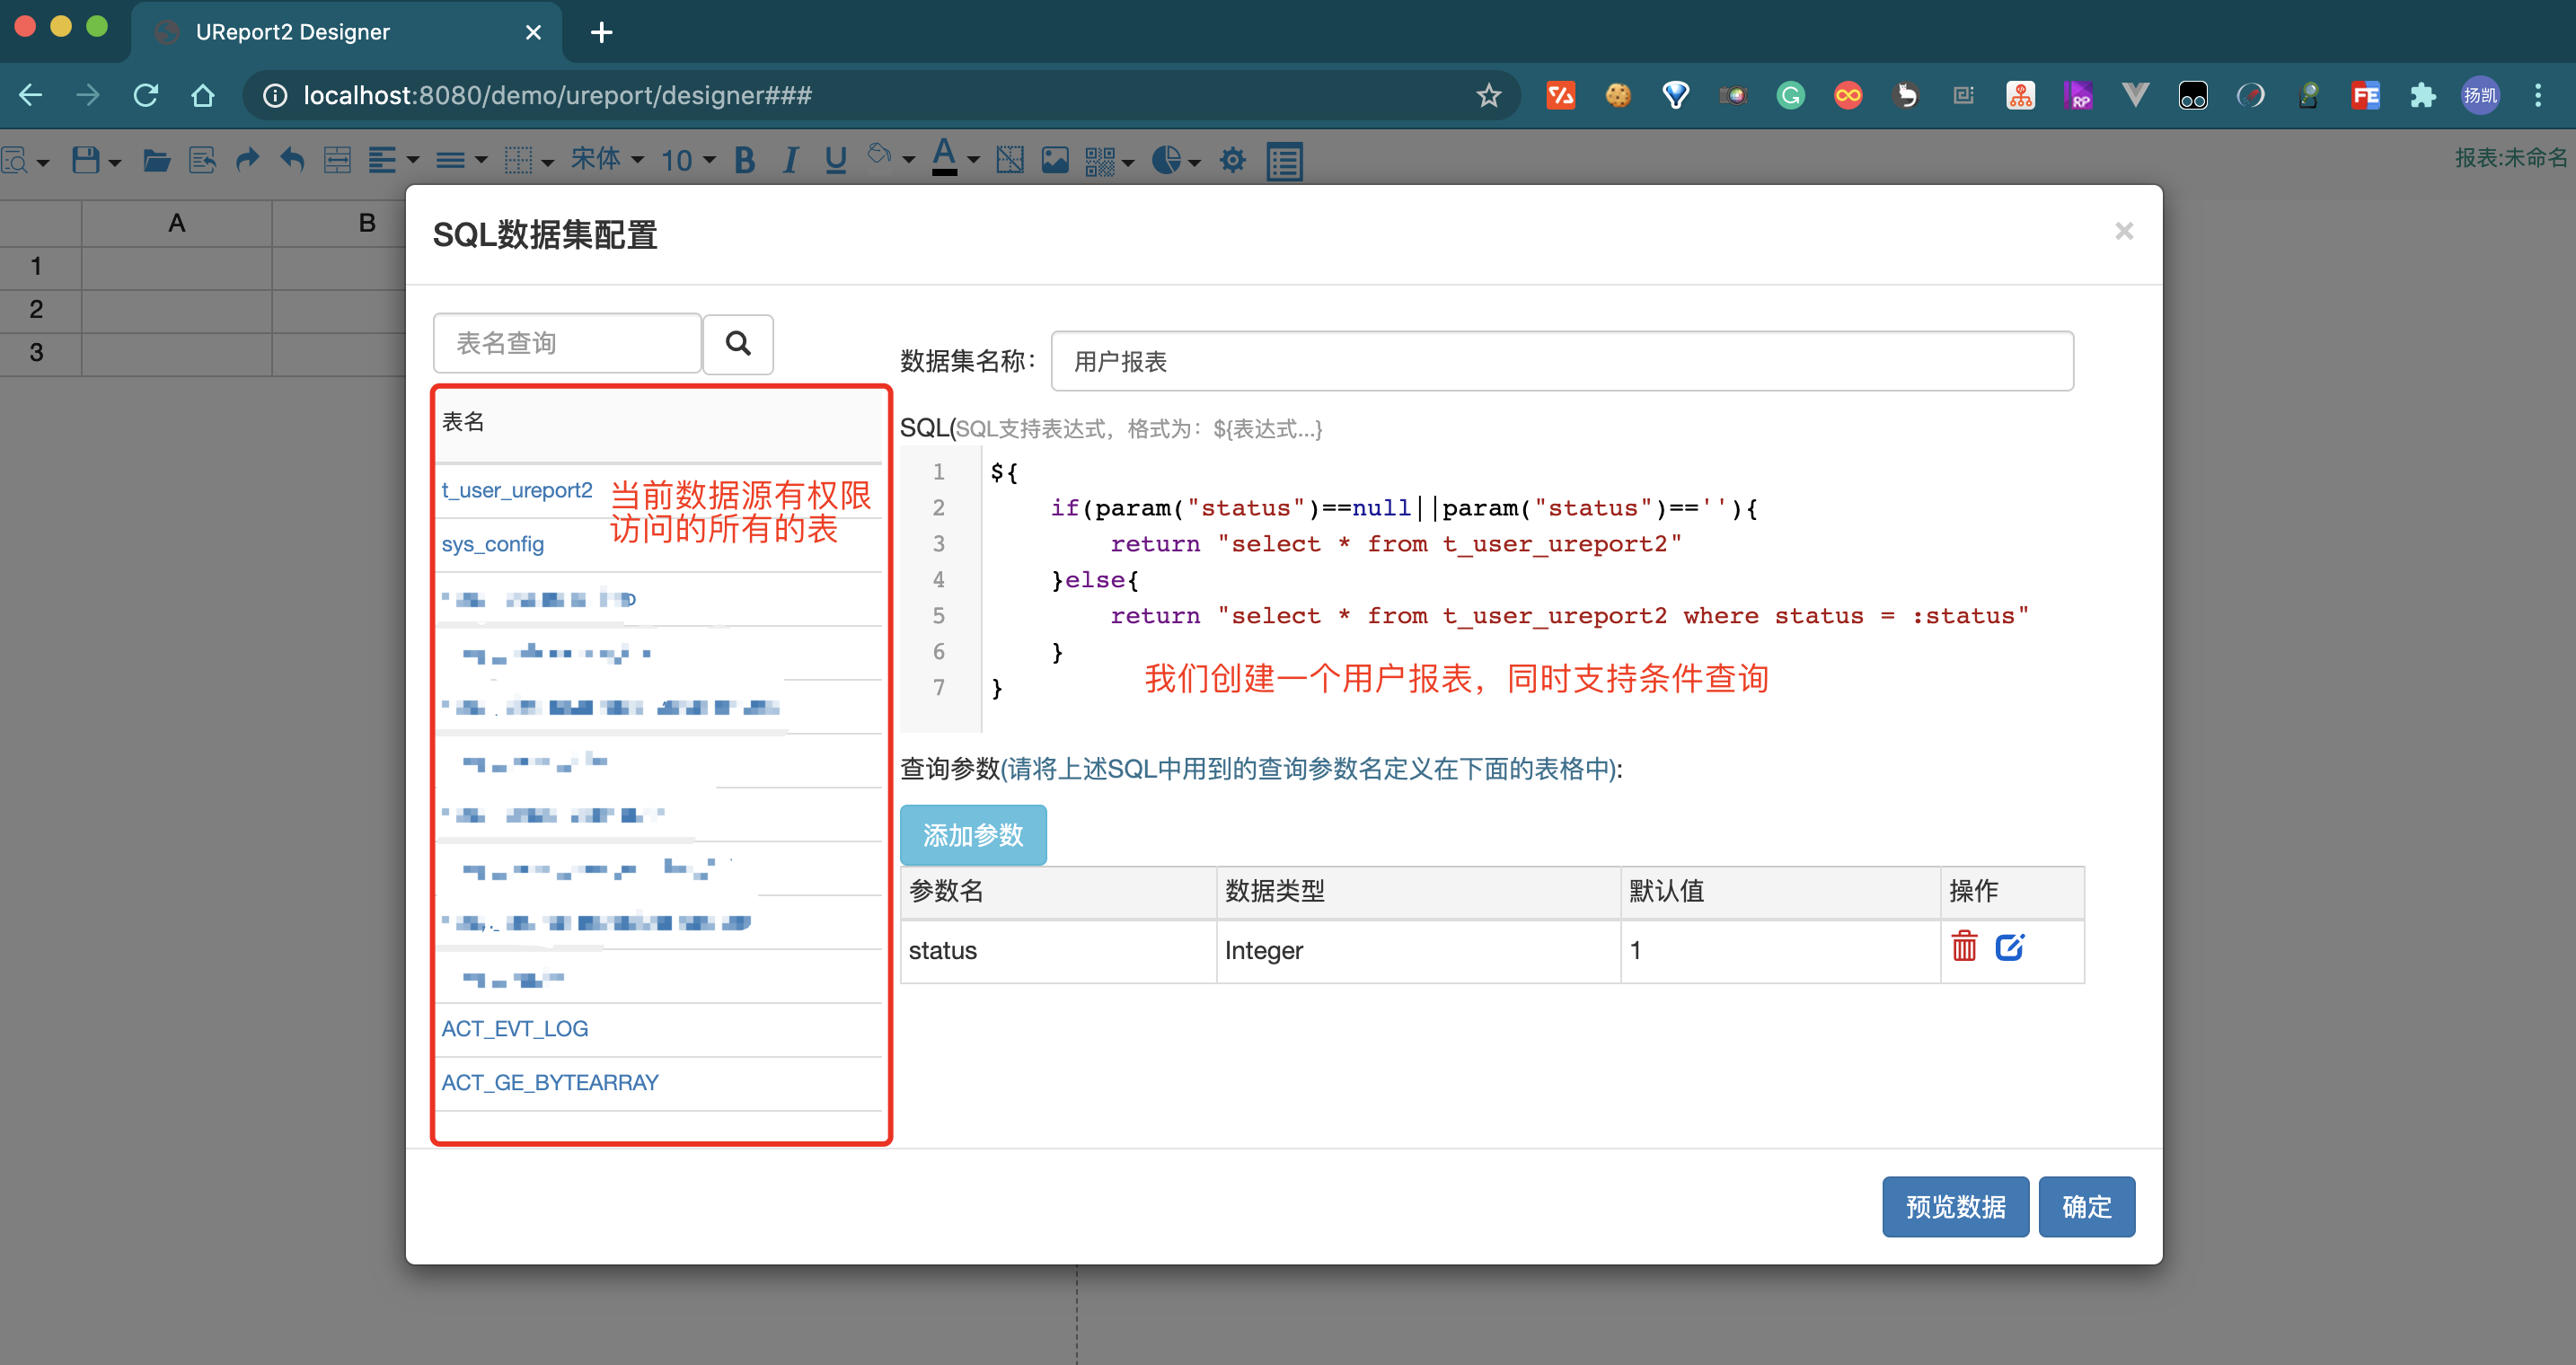 UReport2 Designer
localhost:8080/demo/ureport/designer###
扬凯
宋体
10
B I U A
报表:未命名
A
B
1
2
3
SQL数据集配置
×
表名查询
数据集名称：
用户报表
表名
SQL(SQL支持表达式，格式为：${表达式...}
t_user_ureport2
当前数据源有权限
访问的所有的表
sys_config
1 ${
2 if(param("status")==null||param("status")==''){
3 return "select * from t_user_ureport2"
4 }else{
5 return "select * from t_user_ureport2 where status = :status"
6 }
7 }
我们创建一个用户报表，同时支持条件查询
查询参数(请将上述SQL中用到的查询参数名定义在下面的表格中):
添加参数
参数名 数据类型 默认值 操作
status Integer 1
ACT_EVT_LOG
ACT_GE_BYTEARRAY
预览数据
确定